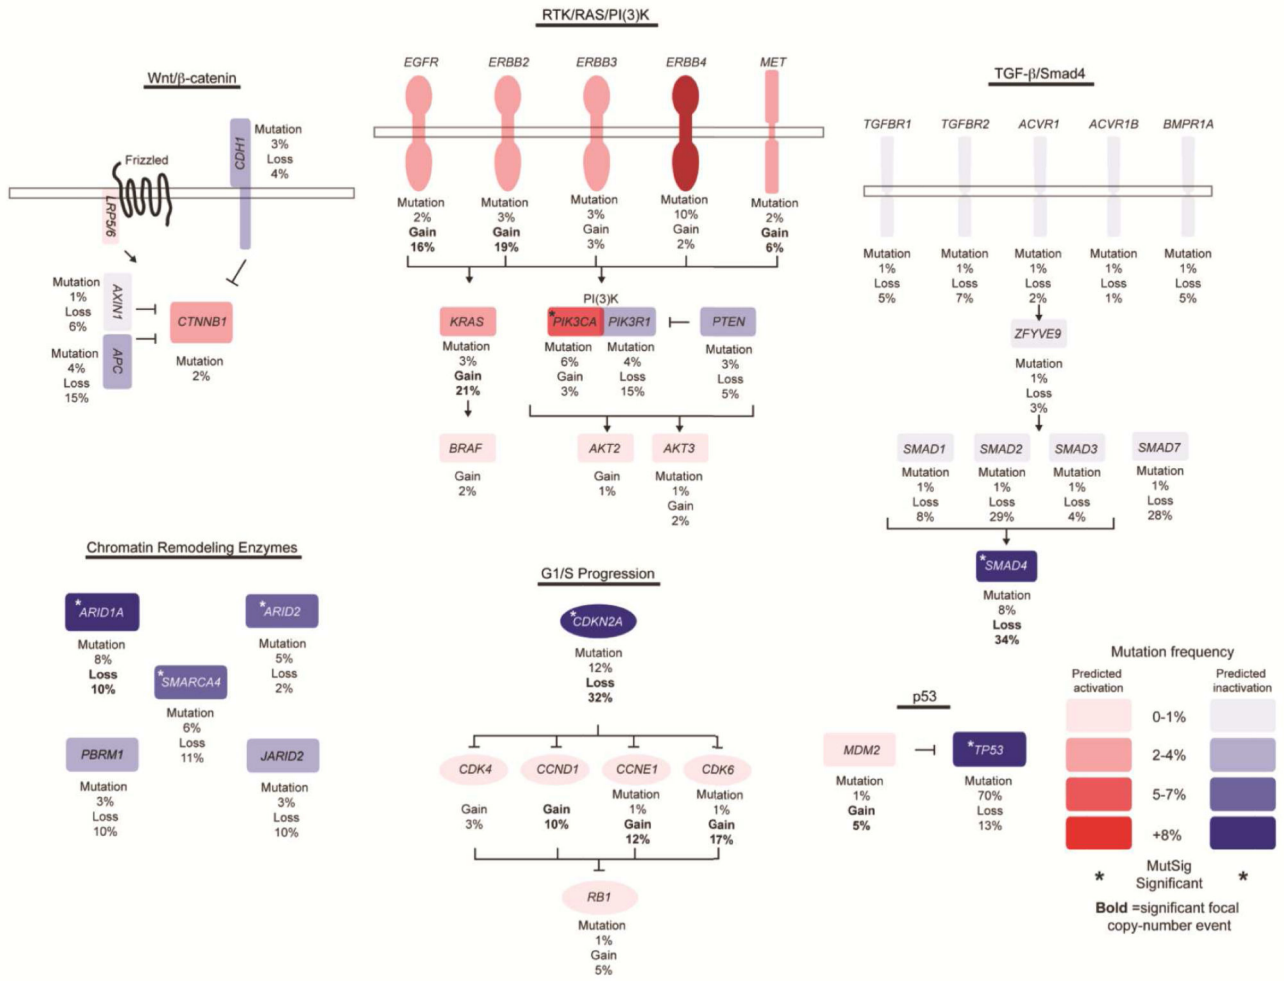 RTK/RAS/PI(3)K
EGFR
ERBB2
ERBB3
ERBB4
MET
Mutation
2%
Gain
16%
Mutation
3%
Gain
19%
Mutation
3%
Gain
3%
Mutation
10%
Gain
2%
Mutation
2%
Gain
6%
KRAS
Mutation
3%
Gain
21%
PI(3)K
*PIK3CA
Mutation
6%
Gain
3%
PIK3R1
Mutation
4%
Loss
15%
PTEN
Mutation
3%
Loss
5%
BRAF
Gain
2%
AKT2
Gain
1%
AKT3
Mutation
1%
Gain
2%
Wnt/β-catenin
Frizzled
LRP5/6
CDH1
Mutation
3%
Loss
4%
Mutation
1%
Loss
6%
AXIN1
Mutation
4%
Loss
15%
APC
CTNNB1
Mutation
2%
TGF-β/Smad4
TGFBR1
TGFBR2
ACVR1
ACVR1B
BMPR1A
Mutation
1%
Loss
5%
Mutation
1%
Loss
7%
Mutation
1%
Loss
2%
Mutation
1%
Loss
1%
Mutation
1%
Loss
5%
ZFYVE9
Mutation
1%
Loss
3%
SMAD1
Mutation
1%
Loss
8%
SMAD2
Mutation
1%
Loss
29%
SMAD3
Mutation
1%
Loss
4%
SMAD7
Mutation
1%
Loss
28%
*SMAD4
Mutation
8%
Loss
34%
Chromatin Remodeling Enzymes
*ARID1A
Mutation
8%
Loss
10%
*ARID2
Mutation
5%
Loss
2%
*SMARCA4
Mutation
6%
Loss
11%
PBRM1
Mutation
3%
Loss
10%
JARID2
Mutation
3%
Loss
10%
G1/S Progression
*CDKN2A
Mutation
12%
Loss
32%
CDK4
Gain
3%
CCND1
Gain
10%
CCNE1
Mutation
1%
Gain
12%
CDK6
Mutation
1%
Gain
17%
RB1
Mutation
1%
Gain
5%
p53
MDM2
Mutation
1%
Gain
5%
*TP53
Mutation
70%
Loss
13%
Mutation frequency
Predicted
activation
Predicted
inactivation
0-1%
2-4%
5-7%
+8%
* MutSig *
Significant
Bold =significant focal
copy-number event